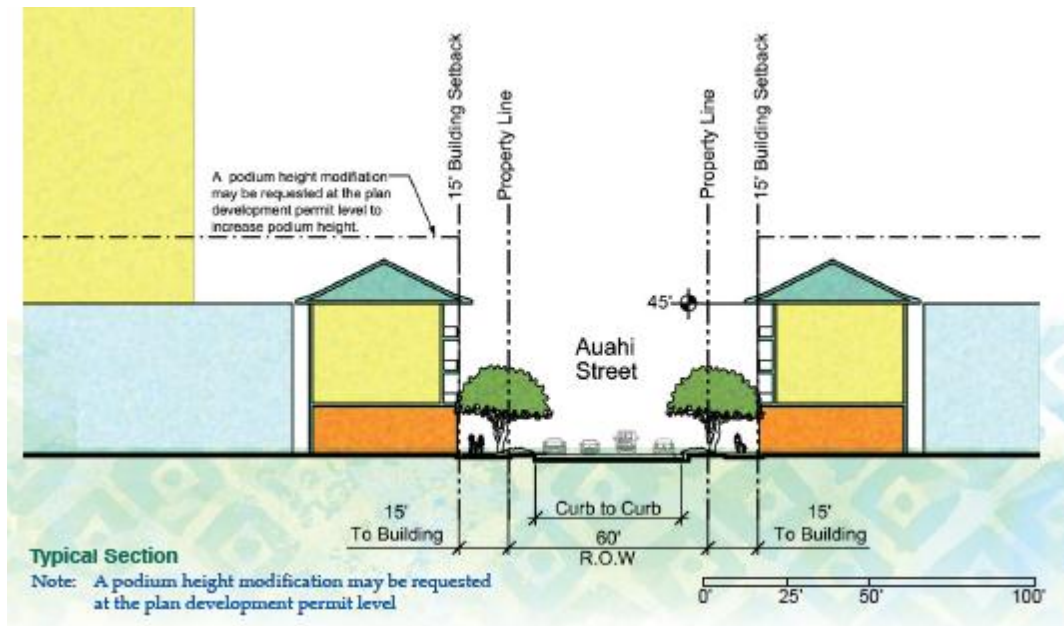 15' Building Setback
Property Line
Property Line
15' Building Setback
A podium height modifiation
may be requested at the plan
development permit level to
increase podium height.
45'
Auahi
Street
Curb to Curb
15'
To Building
60'
R.O.W
15'
To Building
Typical Section
Note: A podium height modification may be requested
at the plan development permit level
0' 25' 50' 100'